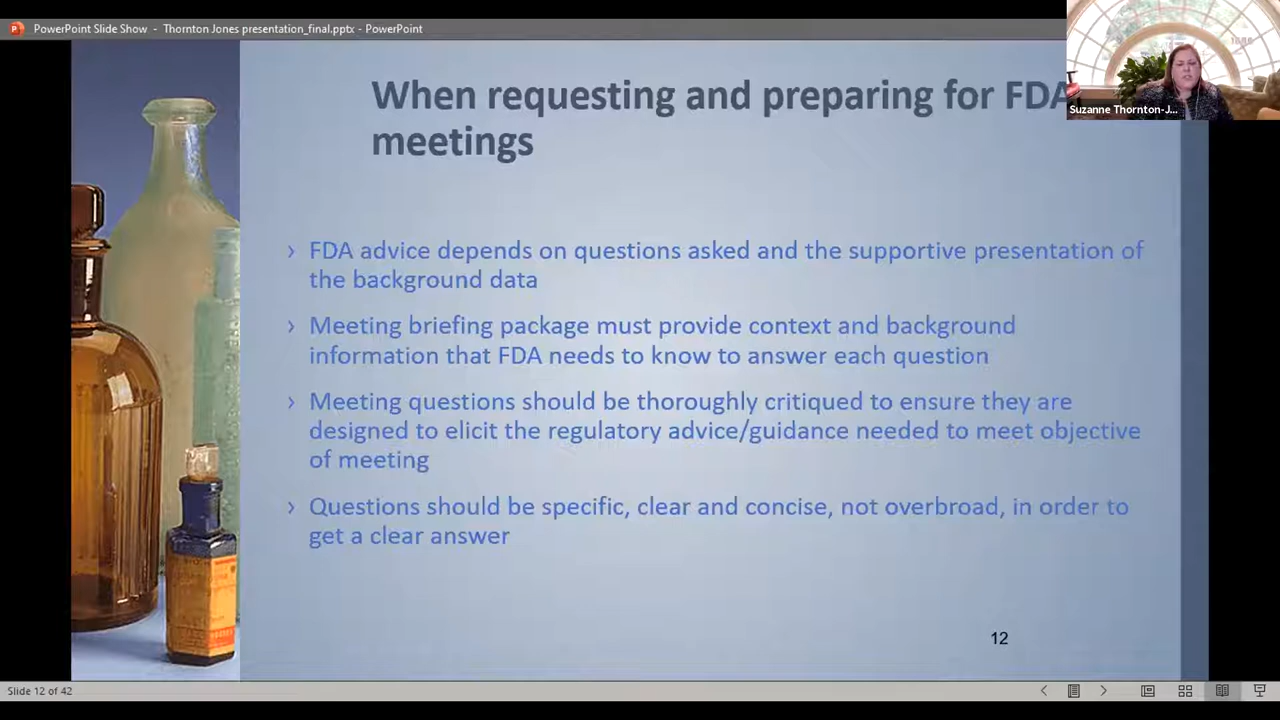 PowerPoint Slide Show - Thornton Jones presentation_final.pptx - PowerPoint
Suzanne Thornton-J...
When requesting and preparing for FDA
meetings
› FDA advice depends on questions asked and the supportive presentation of
the background data
› Meeting briefing package must provide context and background
information that FDA needs to know to answer each question
› Meeting questions should be thoroughly critiqued to ensure they are
designed to elicit the regulatory advice/guidance needed to meet objective
of meeting
› Questions should be specific, clear and concise, not overbroad, in order to
get a clear answer
12
Slide 12 of 42